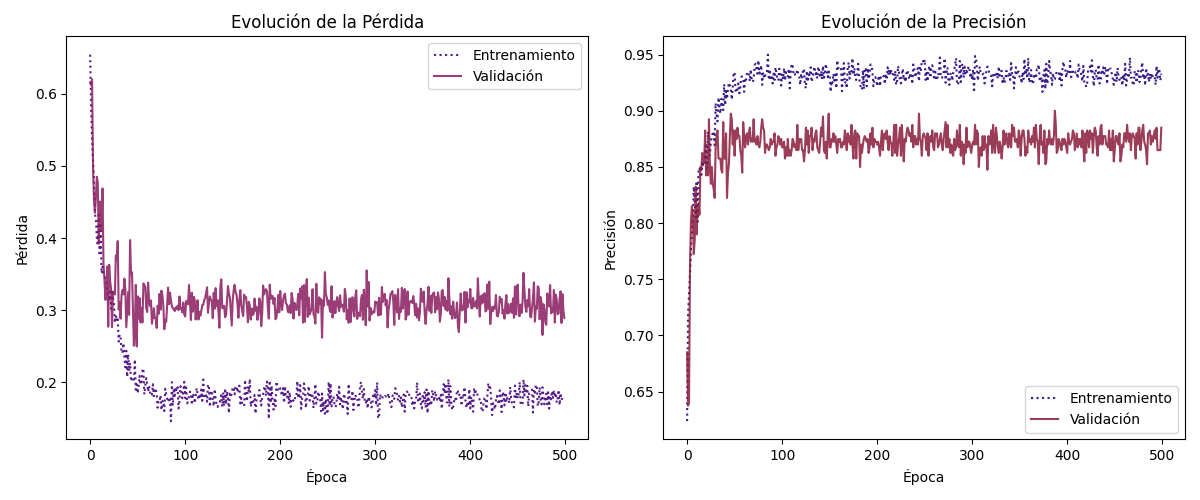 Evolución de la Pérdida
Pérdida
0.6
0.5
0.4
0.3
0.2
0 100 200 300 400 500
Época
Entrenamiento
Validación
Evolución de la Precisión
Precisión
0.95
0.90
0.85
0.80
0.75
0.70
0.65
0 100 200 300 400 500
Época
Entrenamiento
Validación